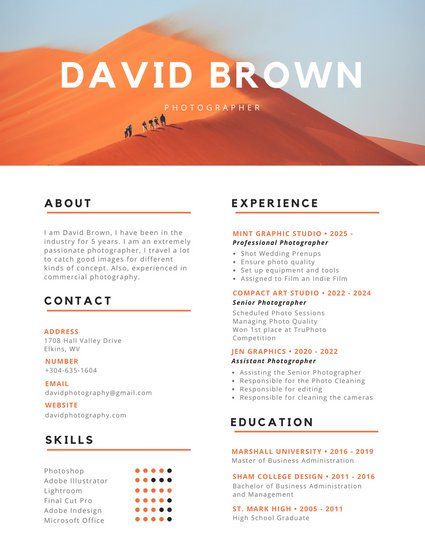 DAVID BROWN
PHOTOGRAPHER
ABOUT
I am David Brown, I have been in the
industry for 5 years. I am an extremely
passionate photographer, I travel a lot
to catch good images for different
kinds of concept. Also, experienced in
commercial photography.
CONTACT
ADDRESS
1708 Hall Valley Drive
Elkins, WV
NUMBER
+304-635-1604
EMAIL
davidphotography@gmail.com
WEBSITE
davidphotography.com
SKILLS
Photoshop
Adobe Illustrator
Lightroom
Final Cut Pro
Adobe Indesign
Microsoft Office
EXPERIENCE
MINT GRAPHIC STUDIO • 2025 -
Professional Photographer
• Shot Wedding Prenups
• Ensure photo quality
• Set up equipment and tools
• Assigned to Film an Indie Film
COMPACT ART STUDIO • 2022 - 2024
Senior Photographer
Scheduled Photo Sessions
Managing Photo Quality
Won 1st place at TruPhoto
Competition
JEN GRAPHICS • 2020 - 2022
Assistant Photographer
• Assisting the Senior Photographer
• Responsible for the Photo Cleaning
• Responsible for editing
• Responsible for cleaning the cameras
EDUCATION
MARSHALL UNIVERSITY • 2016 - 2019
Master of Business Administration
SHAM COLLEGE DESIGN • 2011 - 2016
Bachelor of Business Administration
and Management
ST. MARK HIGH • 2005 - 2011
High School Graduate